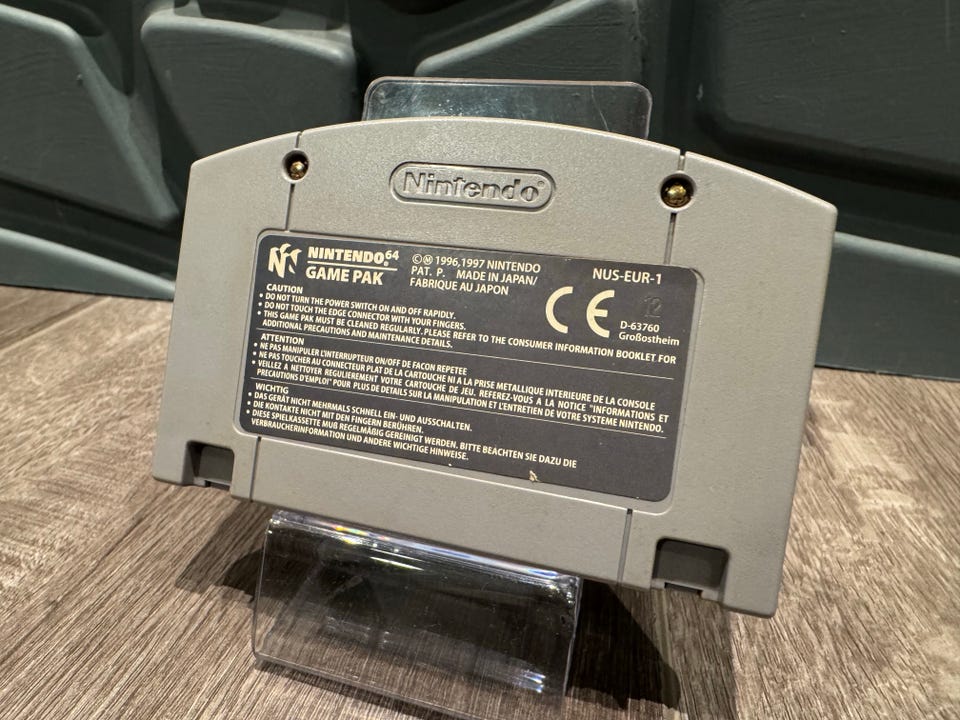 Nintendo®
NINTENDO64
GAME PAK
©Ⓜ 1996,1997 NINTENDO
PAT. P. MADE IN JAPAN/
FABRIQUE AU JAPON
NUS-EUR-1
CE
12
D-63760
Großostheim
CAUTION
• DO NOT TURN THE POWER SWITCH ON AND OFF RAPIDLY.
• DO NOT TOUCH THE EDGE CONNECTOR WITH YOUR FINGERS.
• THIS GAME PAK MUST BE CLEANED REGULARLY. PLEASE REFER TO THE CONSUMER INFORMATION BOOKLET FOR
ADDITIONAL PRECAUTIONS AND MAINTENANCE DETAILS.
ATTENTION
• NE PAS MANIPULER L'INTERRUPTEUR ON/OFF DE FACON REPETEE
• NE PAS TOUCHER AU CONNECTEUR PLAT DE LA CARTOUCHE NI A LA PRISE METALLIQUE INTERIEURE DE LA CONSOLE
• VEILLEZ A NETTOYER REGULIEREMENT VOTRE CARTOUCHE DE JEU. REFEREZ-VOUS A LA NOTICE "INFORMATIONS ET
PRECAUTIONS D'EMPLOI" POUR PLUS DE DETAILS SUR LA MANIPULATION ET L'ENTRETIEN DE VOTRE SYSTEME NINTENDO.
WICHTIG
• DAS GERÄT NICHT MEHRMALS SCHNELL EIN- UND AUSSCHALTEN.
• DIE KONTAKTE NICHT MIT DEN FINGERN BERÜHREN.
• DIESE SPIELKASSETTE MUß REGELMÄßIG GEREINIGT WERDEN. BITTE BEACHTEN SIE DAZU DIE
VERBRAUCHERINFORMATION UND ANDERE WICHTIGE HINWEISE.